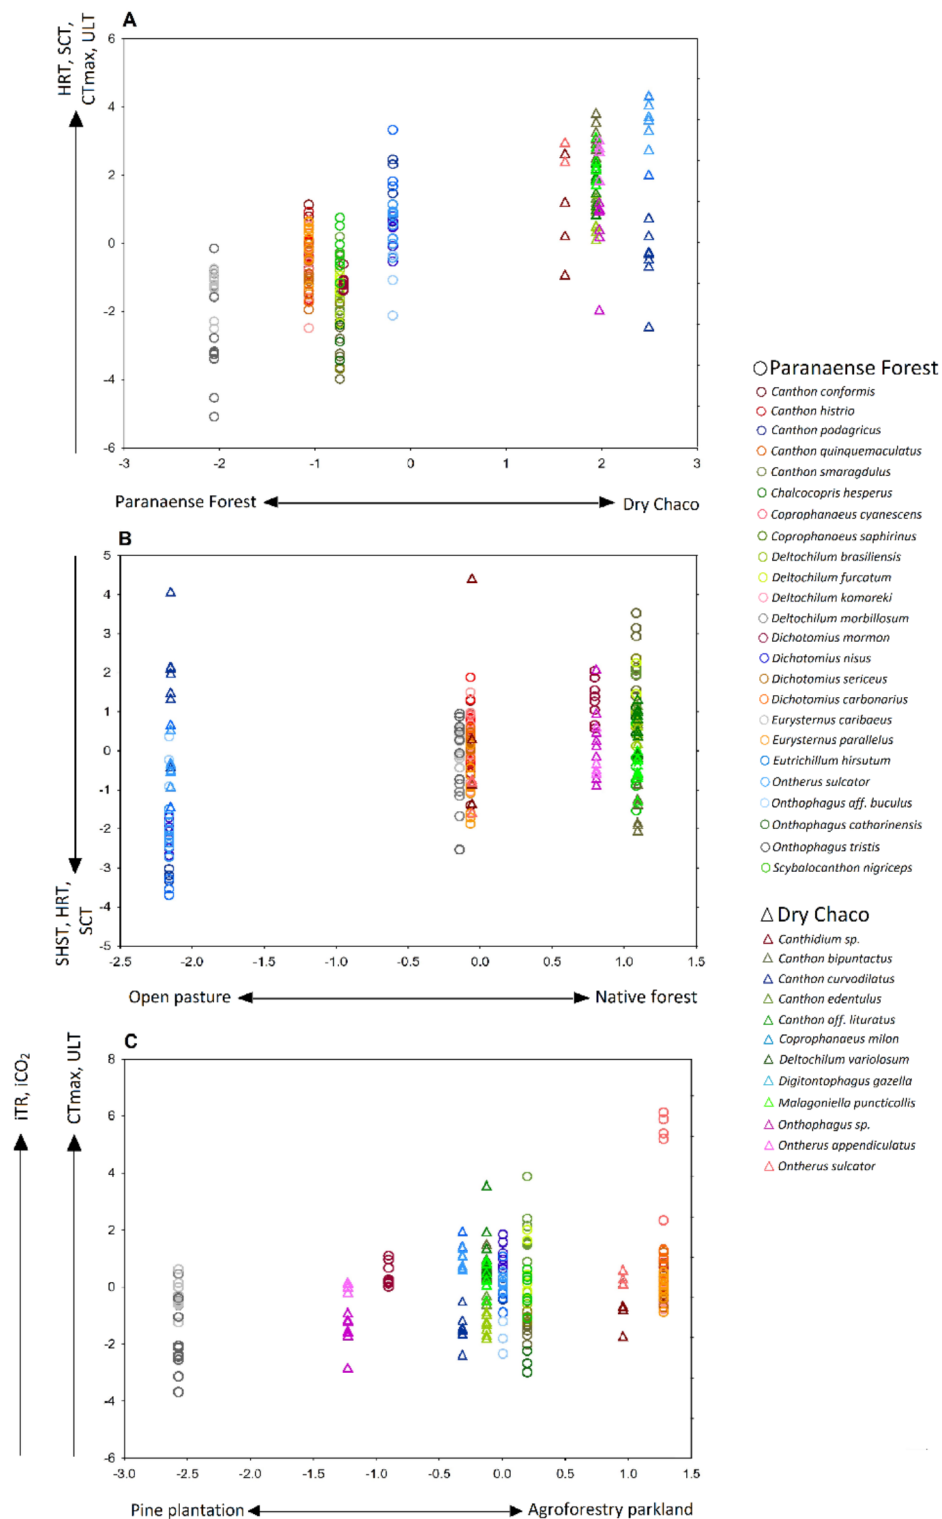 A
HRT, SCT,
CTmax, ULT
6
4
2
0
-2
-4
-6
-3 -2 -1 0 1 2 3
Paranaense Forest Dry Chaco
B
5
4
3
2
1
0
-1
-2
-3
-4
-5
SHST, HRT,
SCT
-2.5 -2.0 -1.5 -1.0 -0.5 0.0 0.5 1.0 1.5
Open pasture Native forest
C
iTR, iCO₂
CTmax, ULT
8
6
4
2
0
-2
-4
-6
-3.0 -2.5 -2.0 -1.5 -1.0 -0.5 0.0 0.5 1.0 1.5
Pine plantation Agroforestry parkland
Paranaense Forest
Canthon conformis
Canthon histrio
Canthon podagricus
Canthon quinquemaculatus
Canthon smaragdulus
Chalcocopris hesperus
Coprophanaeus cyanescens
Coprophanaeus saphirinus
Deltochilum brasiliensis
Deltochilum furcatum
Deltochilum komareki
Deltochilum morbillosum
Dichotomius mormon
Dichotomius nisus
Dichotomius sericeus
Dichotomius carbonarius
Eurysternus caribaeus
Eurysternus parallelus
Eutrichillum hirsutum
Ontherus sulcator
Onthophagus aff. buculus
Onthophagus catharinensis
Onthophagus tristis
Scybalocanthon nigriceps
Dry Chaco
Canthidium sp.
Canthon bipuntactus
Canthon curvodilatus
Canthon edentulus
Canthon aff. lituratus
Coprophanaeus milon
Deltochilum variolosum
Digitontophagus gazella
Malagoniella puncticollis
Onthophagus sp.
Ontherus appendiculatus
Ontherus sulcator